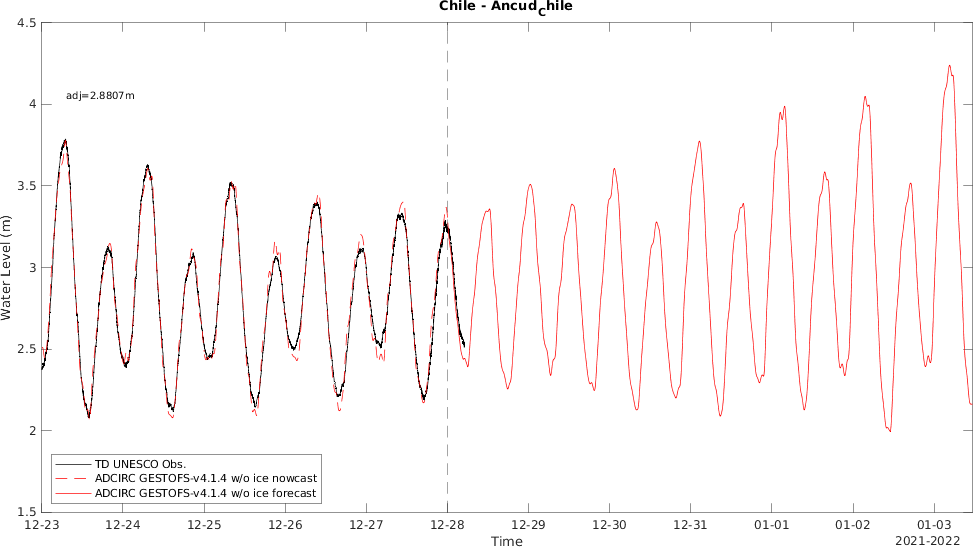 Chile - Ancud_Chile
4.5
4
3.5
3
2.5
2
1.5
Water Level (m)
adj=2.8807m
TD UNESCO Obs.
ADCIRC GESTOFS-v4.1.4 w/o ice nowcast
ADCIRC GESTOFS-v4.1.4 w/o ice forecast
12-23 12-24 12-25 12-26 12-27 12-28 12-29 12-30 12-31 01-01 01-02 01-03
Time
2021-2022